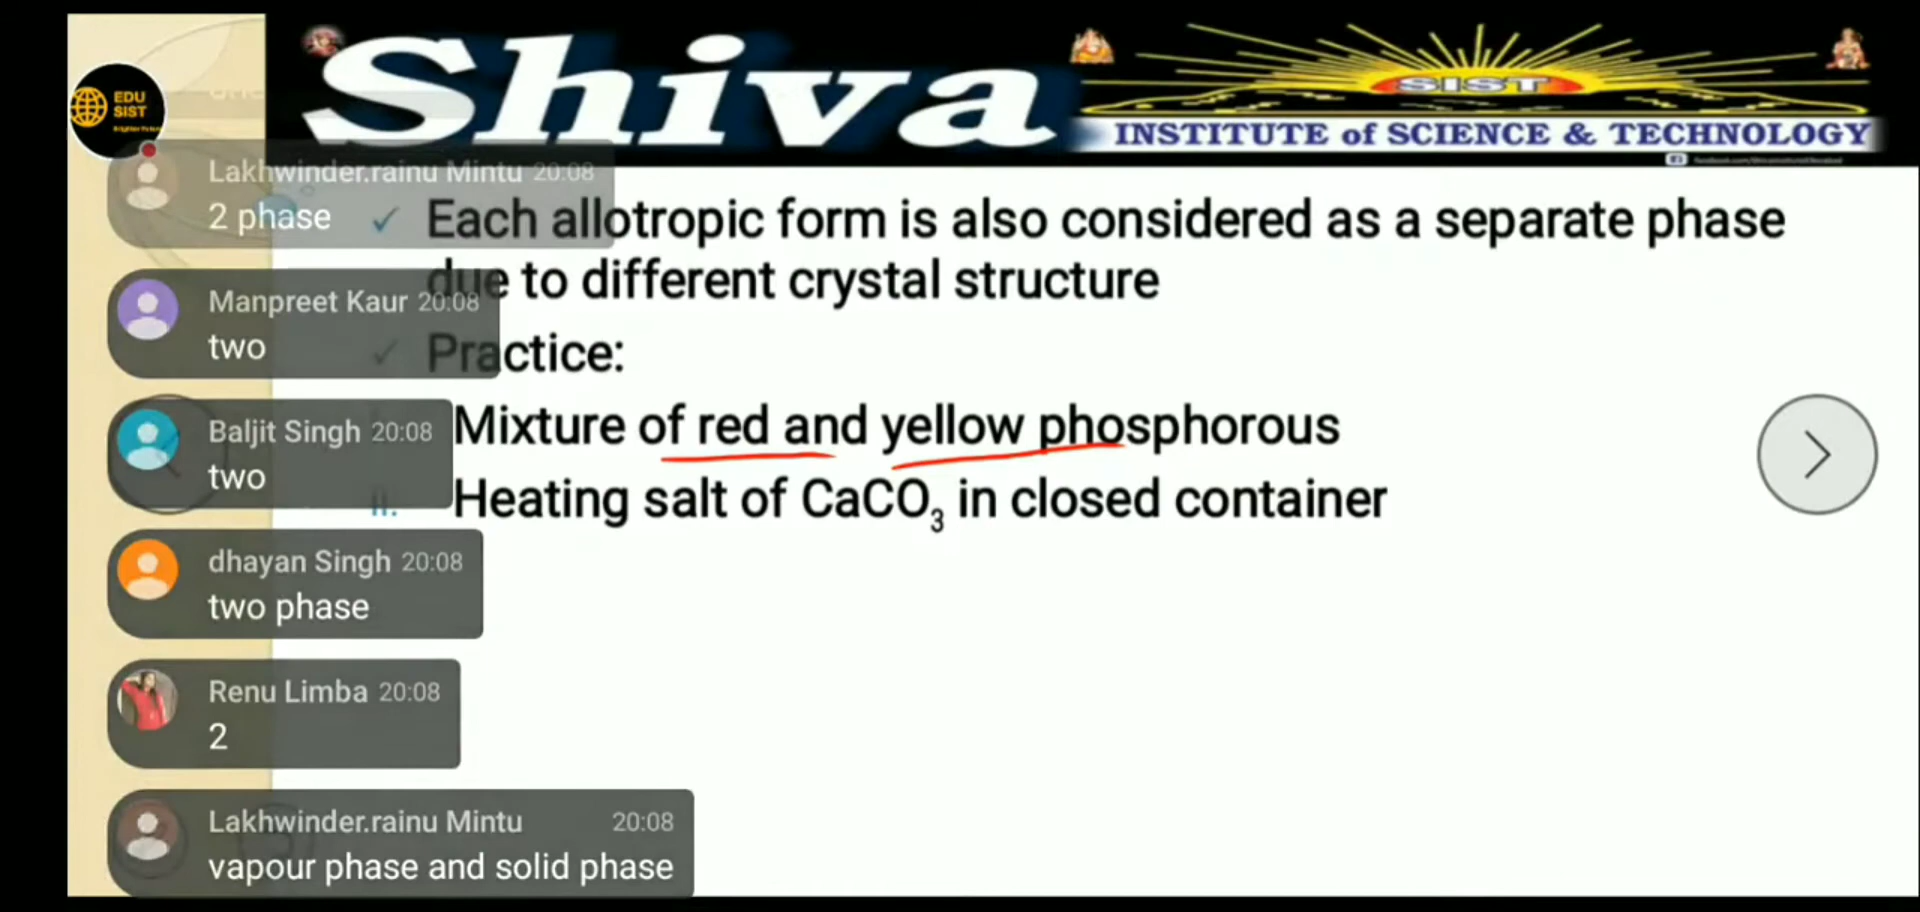 Shiva
SIST
INSTITUTE of SCIENCE & TECHNOLOGY
EDU
SIST
Lakhwinder.rainu Mintu 20:08
2 phase
✓ Each allotropic form is also considered as a separate phase
due to different crystal structure
Manpreet Kaur 20:08
two
✓ Practice:
Baljit Singh 20:08
two
Mixture of red and yellow phosphorous
II. Heating salt of CaCO₃ in closed container
dhayan Singh 20:08
two phase
Renu Limba 20:08
2
Lakhwinder.rainu Mintu 20:08
vapour phase and solid phase